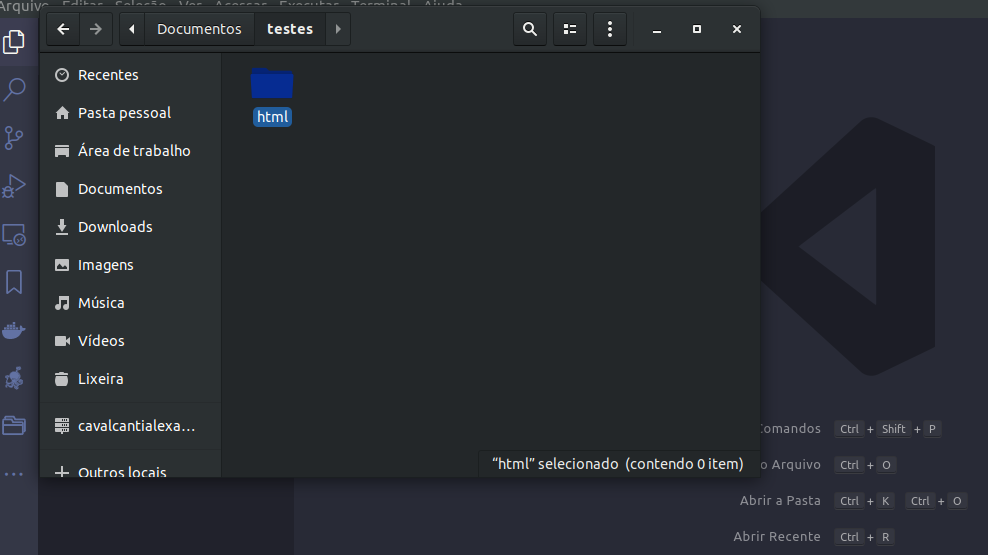 Arquivo Editar Seleção Ver Acessar Executar Terminal Ajuda
Documentos testes
Recentes
Pasta pessoal
Área de trabalho
Documentos
Downloads
Imagens
Música
Vídeos
Lixeira
cavalcantialexa...
Outros locais
html
“html” selecionado (contendo 0 item)
Comandos Ctrl + Shift + P
o Arquivo Ctrl + O
Abrir a Pasta Ctrl + K Ctrl + O
Abrir Recente Ctrl + R